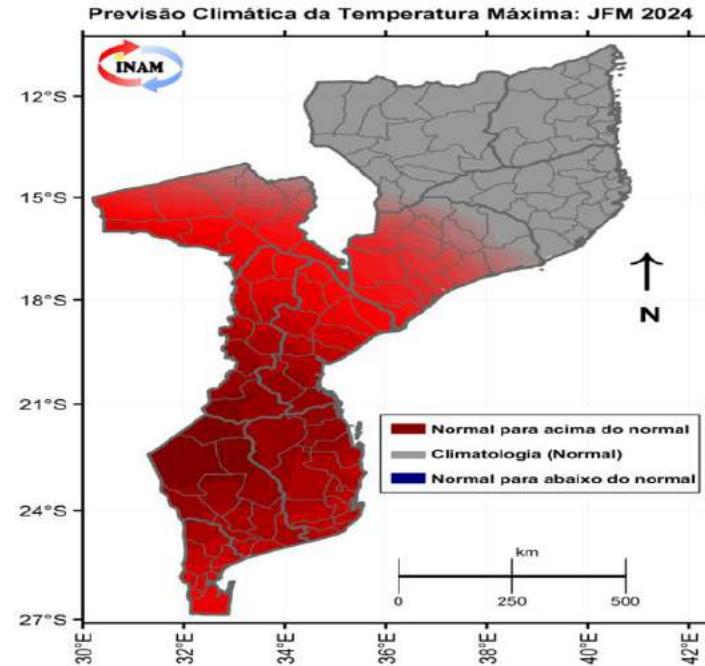 Previsão Climática da Temperatura Máxima: JFM 2024
INAM
12°S
15°S
18°S
N
21°S
Normal para acima do normal
Climatologia (Normal)
Normal para abaixo do normal
24°S
km
0 250 500
27°S
30°E 32°E 34°E 36°E 38°E 40°E 42°E